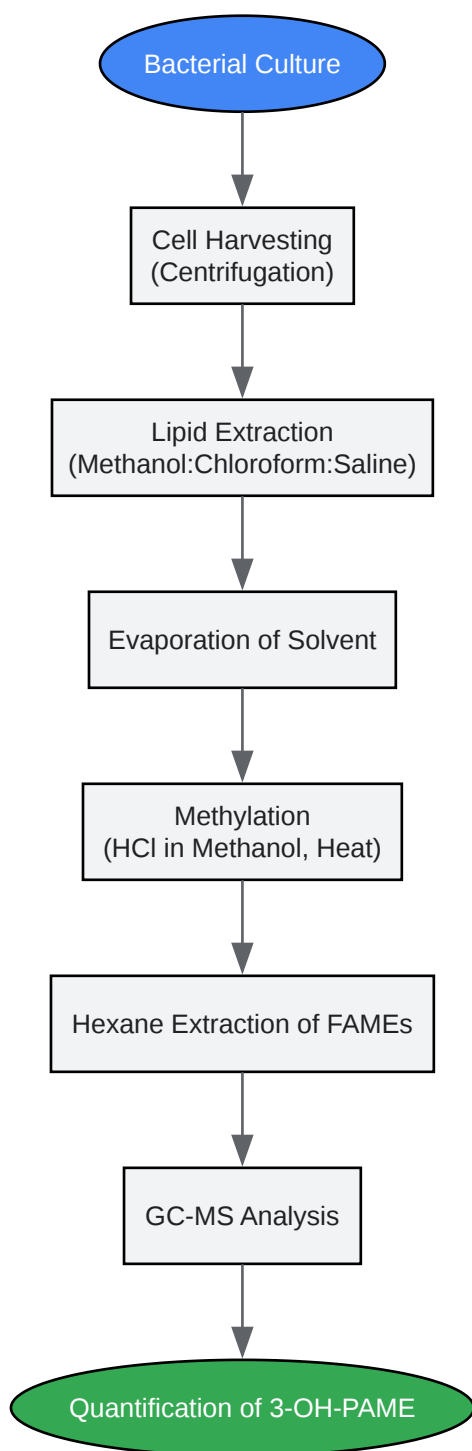 Bacterial Culture
Cell Harvesting
(Centrifugation)
Lipid Extraction
(Methanol:Chloroform:Saline)
Evaporation of Solvent
Methylation
(HCl in Methanol, Heat)
Hexane Extraction of FAMEs
GC-MS Analysis
Quantification of 3-OH-PAME